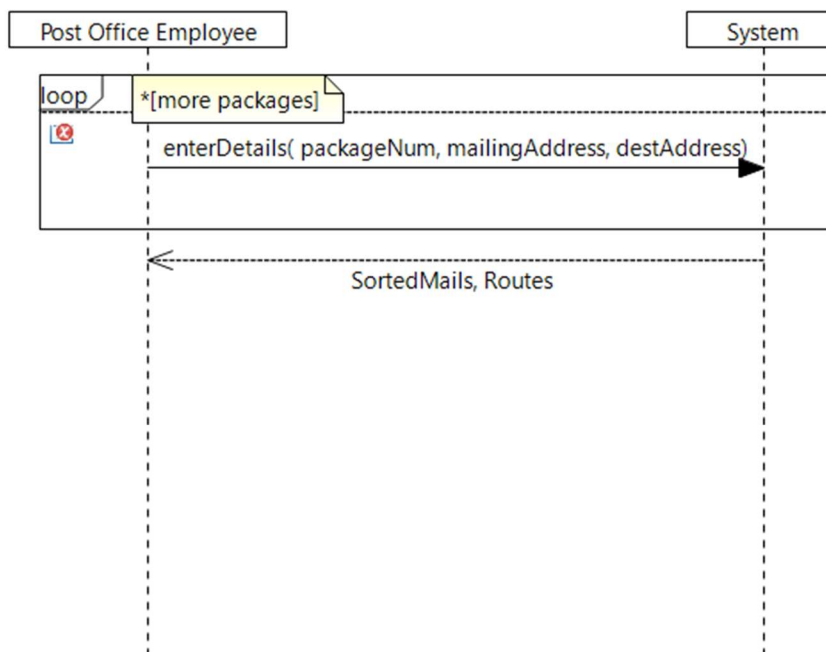 Post Office Employee
System
loop
*[more packages]
enterDetails( packageNum, mailingAddress, destAddress)
SortedMails, Routes